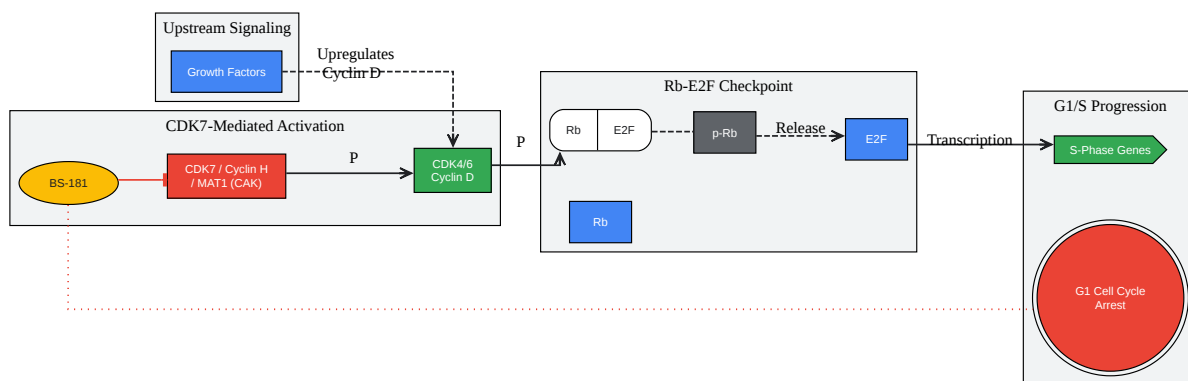 Upstream Signaling
Growth Factors
Upregulates
Cyclin D
CDK7-Mediated Activation
BS-181
CDK7 / Cyclin H
/ MAT1 (CAK)
P
CDK4/6
Cyclin D
P
Rb-E2F Checkpoint
Rb
E2F
p-Rb
Release
E2F
Rb
Transcription
G1/S Progression
S-Phase Genes
G1 Cell Cycle
Arrest